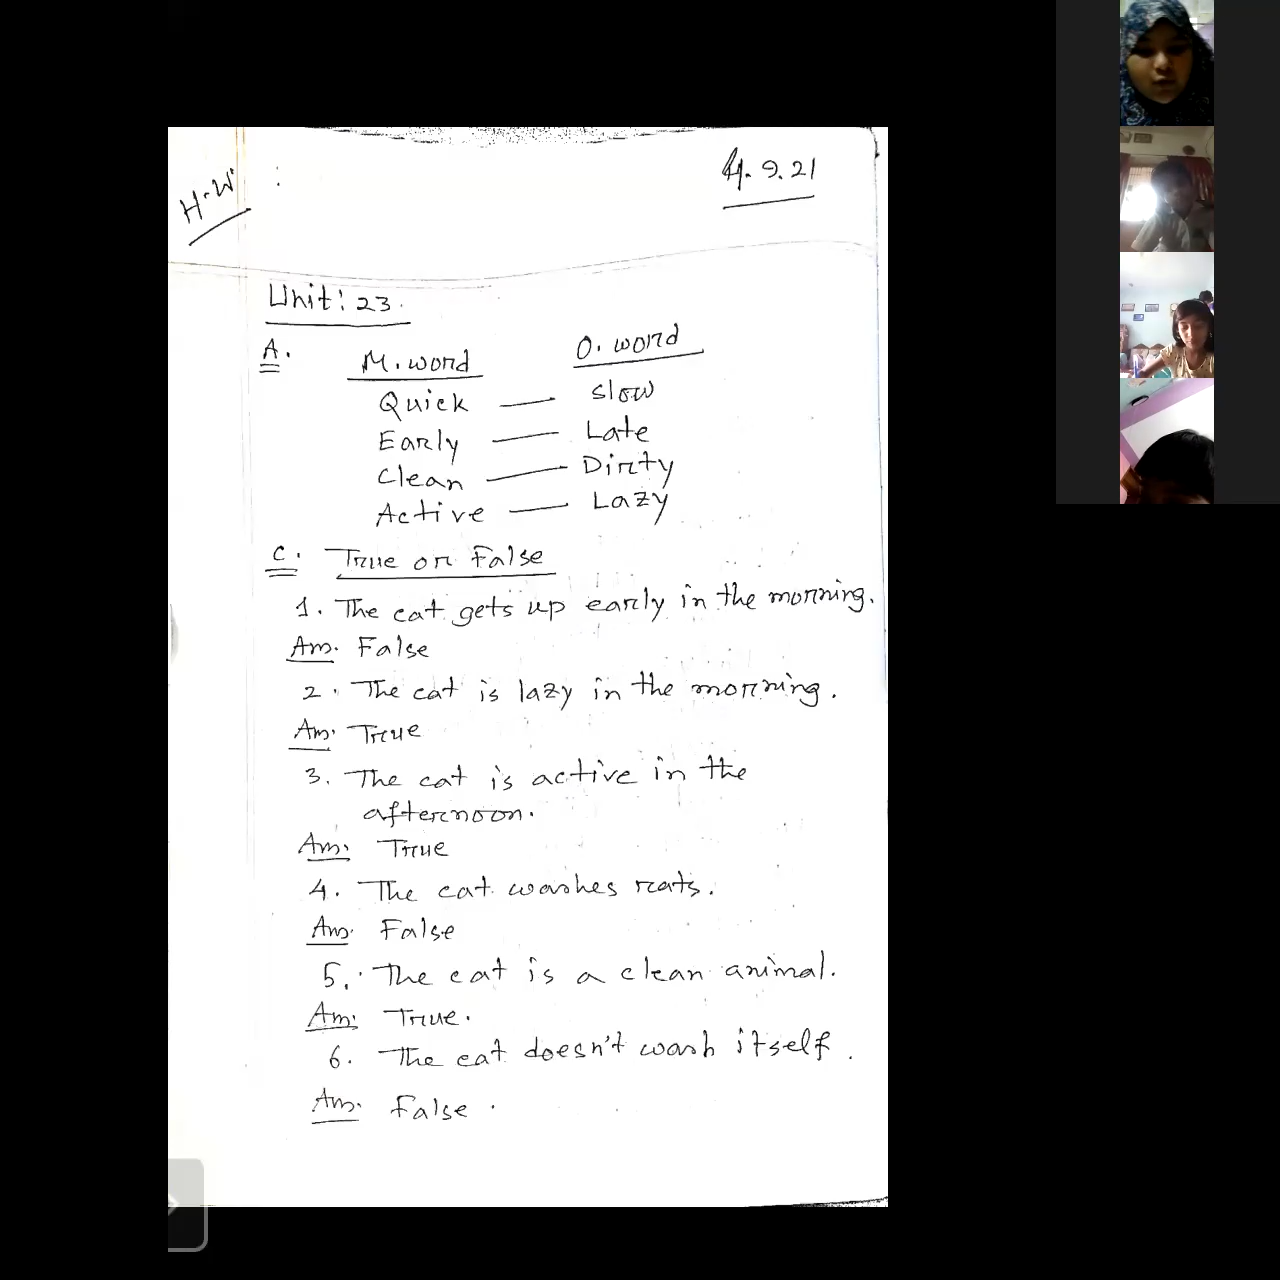 H.W :
4.9.21
Unit: 23.
A. M. word O. word
Quick — Slow
Early — Late
Clean — Dirty
Active — Lazy
C. True or False
1. The cat gets up early in the morning.
Ans. False
2. The cat is lazy in the morning.
Ans. True
3. The cat is active in the
afternoon.
Ans. True
4. The cat washes rats.
Ans. False
5. The cat is a clean animal.
Ans. True.
6. The cat doesn't wash itself.
Ans. False.